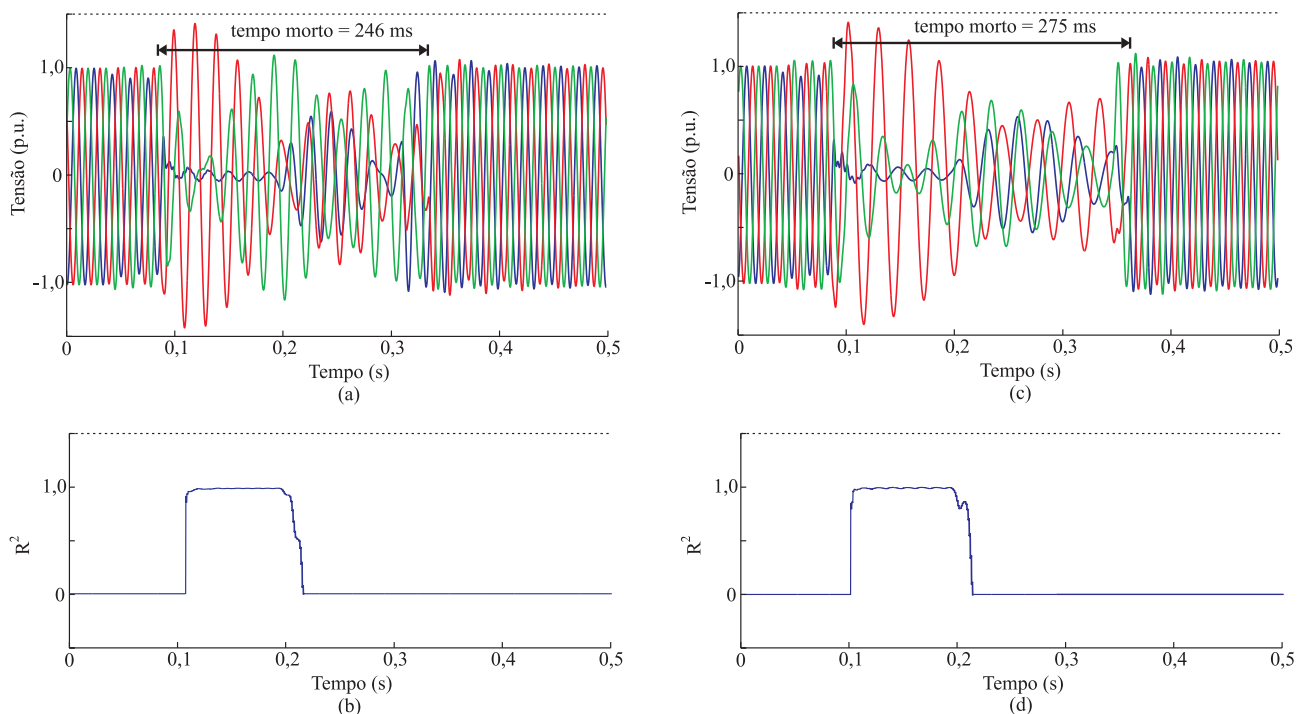 tempo morto = 246 ms
Tensão (p.u.)
1,0
0
-1,0
0 0,1 0,2 0,3 0,4 0,5
Tempo (s)
(a)
tempo morto = 275 ms
Tensão (p.u.)
1,0
0
-1,0
0 0,1 0,2 0,3 0,4 0,5
Tempo (s)
(c)
R²
1,0
0
0 0,1 0,2 0,3 0,4 0,5
Tempo (s)
(b)
R²
1,0
0
0 0,1 0,2 0,3 0,4 0,5
Tempo (s)
(d)